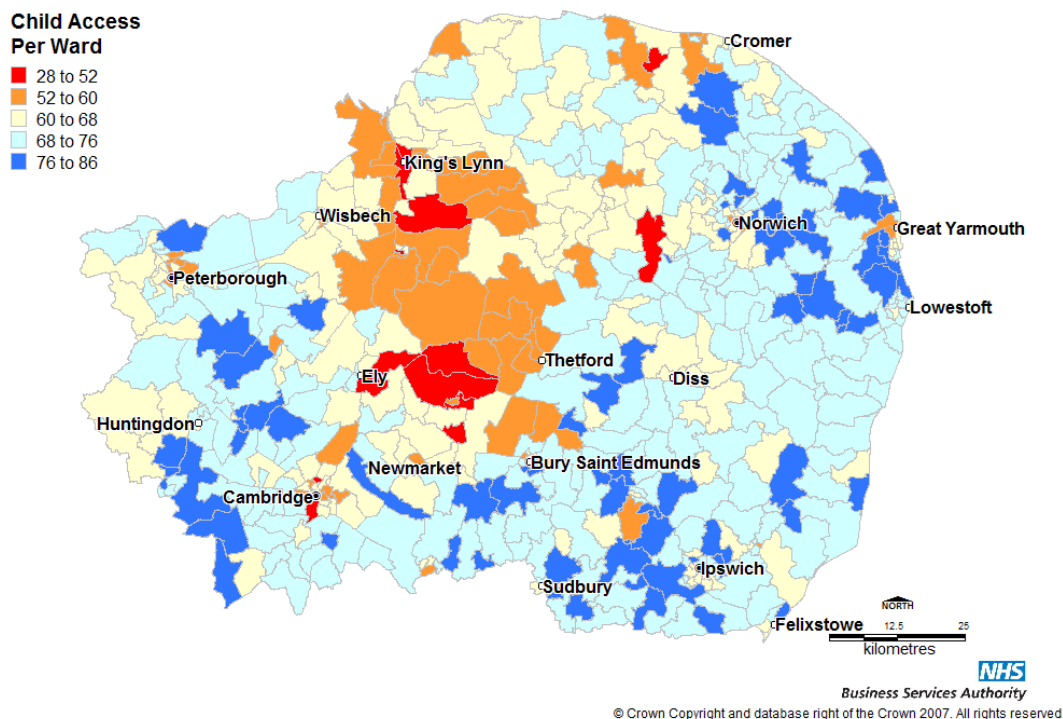 Child Access
Per Ward
28 to 52
52 to 60
60 to 68
68 to 76
76 to 86
Cromer
King's Lynn
Wisbech
Norwich
Great Yarmouth
Peterborough
Lowestoft
Thetford
Ely
Diss
Huntingdon
Newmarket
Bury Saint Edmunds
Cambridge
Ipswich
Sudbury
Felixstowe
NORTH
12.5 25
kilometres
NHS
Business Services Authority
© Crown Copyright and database right of the Crown 2007. All rights reserved